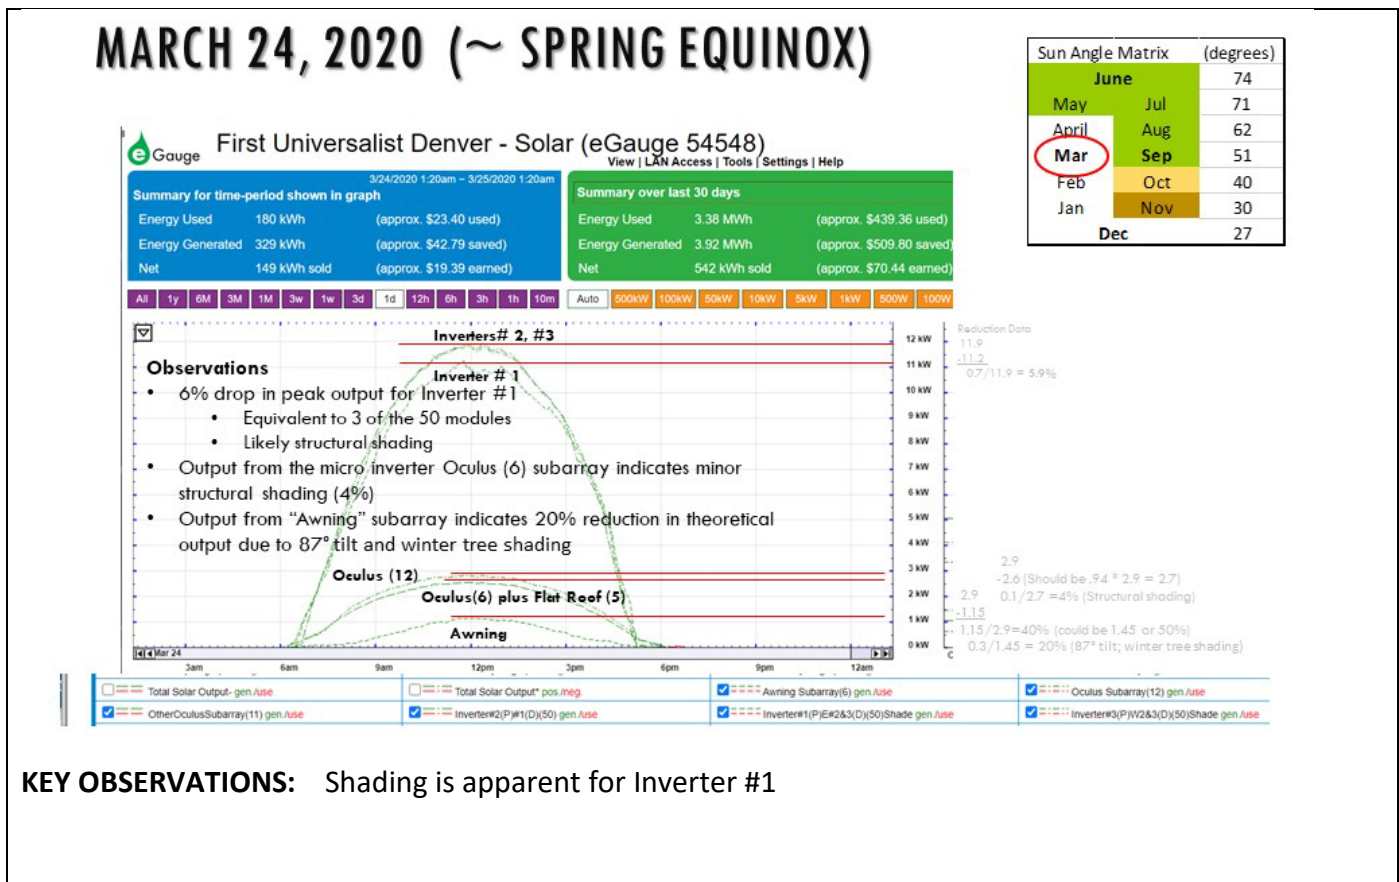 MARCH 24, 2020 (~ SPRING EQUINOX)
Sun Angle Matrix (degrees)
June 74
May Jul 71
April Aug 62
Mar Sep 51
Feb Oct 40
Jan Nov 30
Dec 27
eGauge First Universalist Denver - Solar (eGauge 54548)
View | LAN Access | Tools | Settings | Help
3/24/2020 1:20am – 3/25/2020 1:20am
Summary for time-period shown in graph
Energy Used 180 kWh (approx. $23.40 used)
Energy Generated 329 kWh (approx. $42.79 saved)
Net 149 kWh sold (approx. $19.39 earned)
Summary over last 30 days
Energy Used 3.38 MWh (approx. $439.36 used)
Energy Generated 3.92 MWh (approx. $509.80 saved)
Net 542 kWh sold (approx. $70.44 earned)
All 1y 6M 3M 1M 3w 1w 3d 1d 12h 6h 3h 1h 10m Auto 500kW 100kW 50kW 10kW 5kW 1kW 500W 100W
Inverters# 2, #3
Inverter # 1
Observations
• 6% drop in peak output for Inverter #1
• Equivalent to 3 of the 50 modules
• Likely structural shading
• Output from the micro inverter Oculus (6) subarray indicates minor
structural shading (4%)
• Output from "Awning" subarray indicates 20% reduction in theoretical
output due to 87° tilt and winter tree shading
Oculus (12)
Oculus(6) plus Flat Roof (5)
Awning
12 kW
11 kW
10 kW
9 kW
8 kW
7 kW
6 kW
5 kW
4 kW
3 kW
2 kW
1 kW
0 kW
Reduction Data
11.9
-11.2
0.7/11.9 = 5.9%
2.9
-2.6 (Should be .94 * 2.9 = 2.7)
0.1/2.7 =4% (Structural shading)
2.9
-1.15
1.15/2.9=40% (could be 1.45 or 50%)
0.3/1.45 = 20% (87° tilt; winter tree shading)
Mar 24
3am 6am 9am 12pm 3pm 6pm 9pm 12am
Total Solar Output- gen./use Total Solar Output* pos./neg. Awning Subarray(6) gen./use Oculus Subarray(12) gen./use
OtherOculusSubarray(11) gen./use Inverter#2(P)#1(D)(50) gen./use Inverter#1(P)E#2&3(D)(50)Shade gen./use Inverter#3(P)W2&3(D)(50)Shade gen./use
KEY OBSERVATIONS: Shading is apparent for Inverter #1